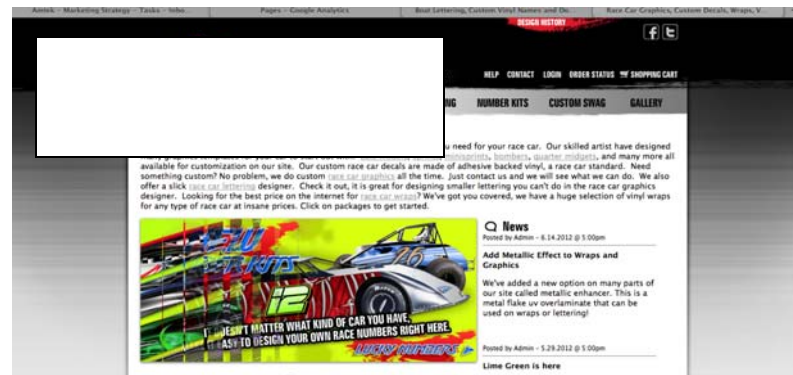 Amtek – Marketing Strategy – Tasks – Inbo...
Pages – Google Analytics
Boat Lettering, Custom Vinyl Names and Do...
Race Car Graphics, Custom Decals, Wraps, V...
DESIGN HISTORY
HELP CONTACT LOGIN ORDER STATUS SHOPPING CART
NUMBER KITS CUSTOM SWAG GALLERY
need for your race car. Our skilled artist have designed
minisprints, bombers, quarter midgets, and many more all
available for customization on our site. Our custom race car decals are made of adhesive backed vinyl, a race car standard. Need
something custom? No problem, we do custom race car graphics all the time. Just contact us and we will see what we can do. We also
offer a slick race car lettering designer. Check it out, it is great for designing smaller lettering you can't do in the race car graphics
designer. Looking for the best price on the internet for race car wraps? We've got you covered, we have a huge selection of vinyl wraps
for any type of race car at insane prices. Click on packages to get started.
26
12
DOESN'T MATTER WHAT KIND OF CAR YOU HAVE,
EASY TO DESIGN YOUR OWN RACE NUMBERS RIGHT HERE.
LUCKY NUMBERS
News
Posted by Admin – 6.14.2012 @ 5:00pm
Add Metallic Effect to Wraps and
Graphics
We've added a new option on many parts of
our site called metallic enhancer. This is a
metal flake uv overlaminate that can be
used on wraps or lettering!
Posted by Admin – 5.29.2012 @ 5:00pm
Lime Green is here